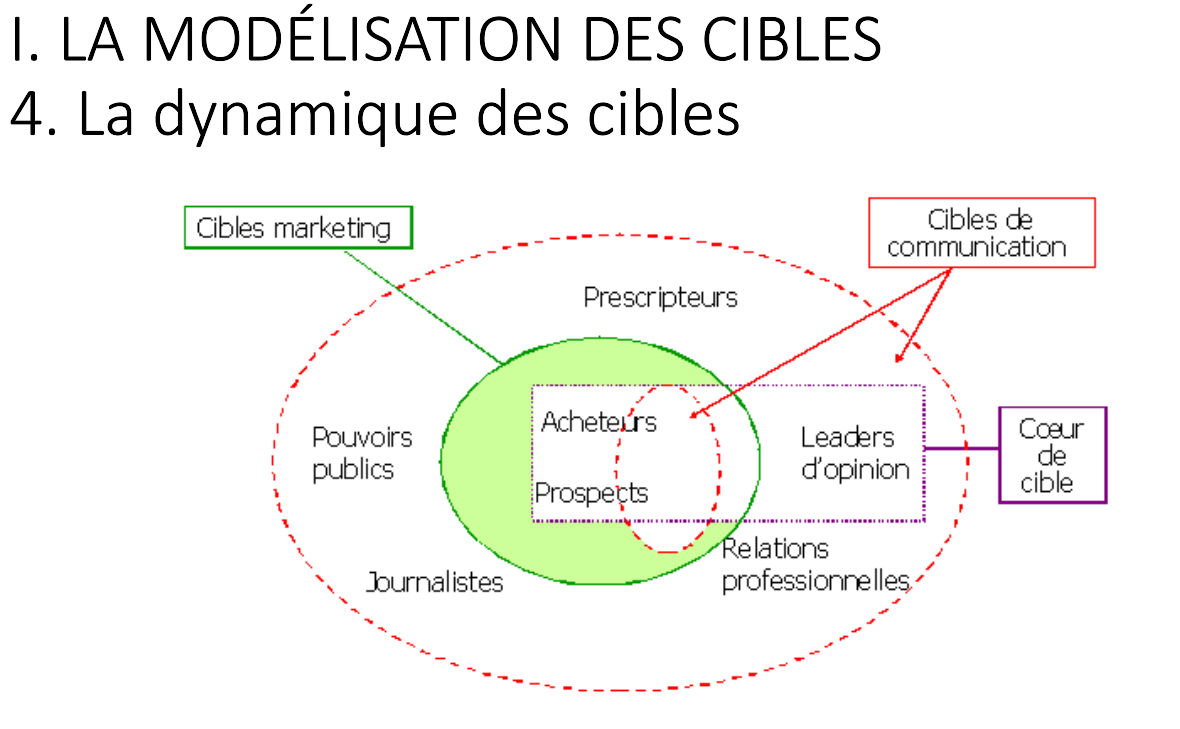 I. LA MODÉLISATION DES CIBLES
4. La dynamique des cibles
Cibles marketing
Cibles de
communication
Prescripteurs
Acheteurs
Pouvoirs
publics
Leaders
d'opinion
Cœur
de
cible
Prospects
Relations
professionnelles
Journalistes